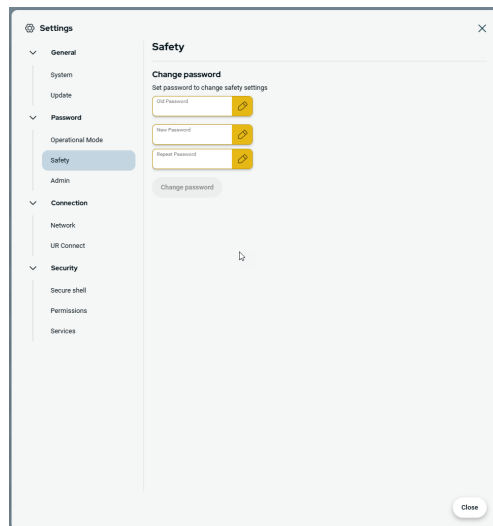 Settings
General
System
Update
Password
Operational Mode
Safety
Admin
Connection
Network
UR Connect
Security
Secure shell
Permissions
Services
Safety
Change password
Set password to change safety settings
Old Password
New Password
Repeat Password
Change password
Close